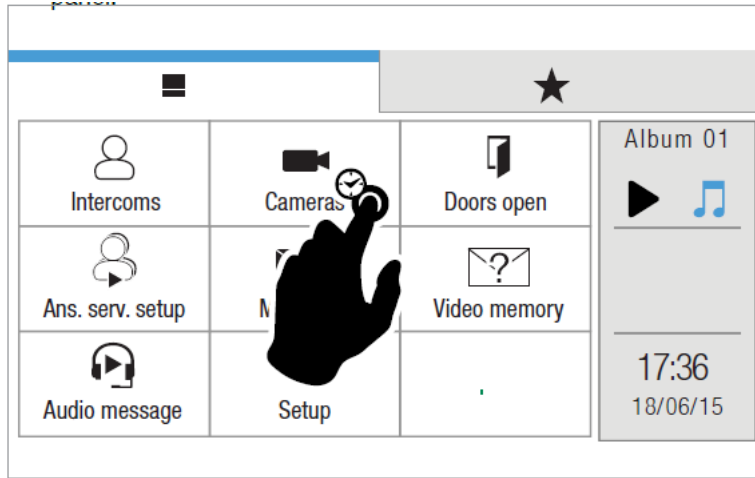 Album 01
Intercoms
Cameras
Doors open
Ans. serv. setup
Video memory
17:36
18/06/15
Audio message
Setup